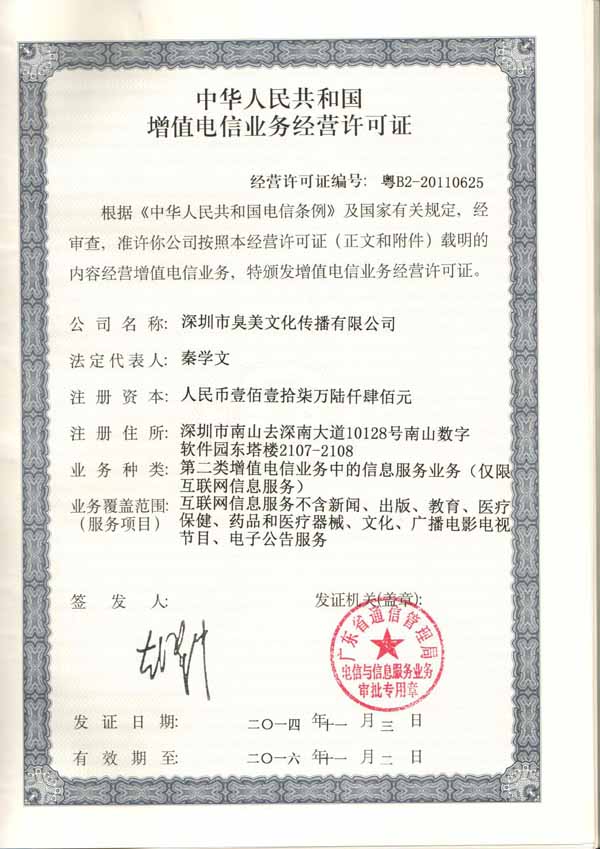 中华人民共和国
增值电信业务经营许可证
经营许可证编号: 粤B2-20110625
根据《中华人民共和国电信条例》及国家有关规定，经
审查，准许你公司按照本经营许可证（正文和附件）载明的
内容经营增值电信业务，特颁发增值电信业务经营许可证。
公司名称: 深圳市臭美文化传播有限公司
法定代表人: 秦学文
注册资本: 人民币壹佰壹拾柒万陆仟肆佰元
注册住所: 深圳市南山去深南大道10128号南山数字
软件园东塔楼2107-2108
业务种类: 第二类增值电信业务中的信息服务业务（仅限
互联网信息服务）
业务覆盖范围: 互联网信息服务不含新闻、出版、教育、医疗
（服务项目） 保健、药品和医疗器械、文化、广播电影电视
节目、电子公告服务
签发人: 发证机关(盖章):
广东省通信管理局
电信与信息服务业务
审批专用章
发证日期: 二〇一四 年 十一 月 三 日
有效期至: 二〇一六 年 十一 月 二 日